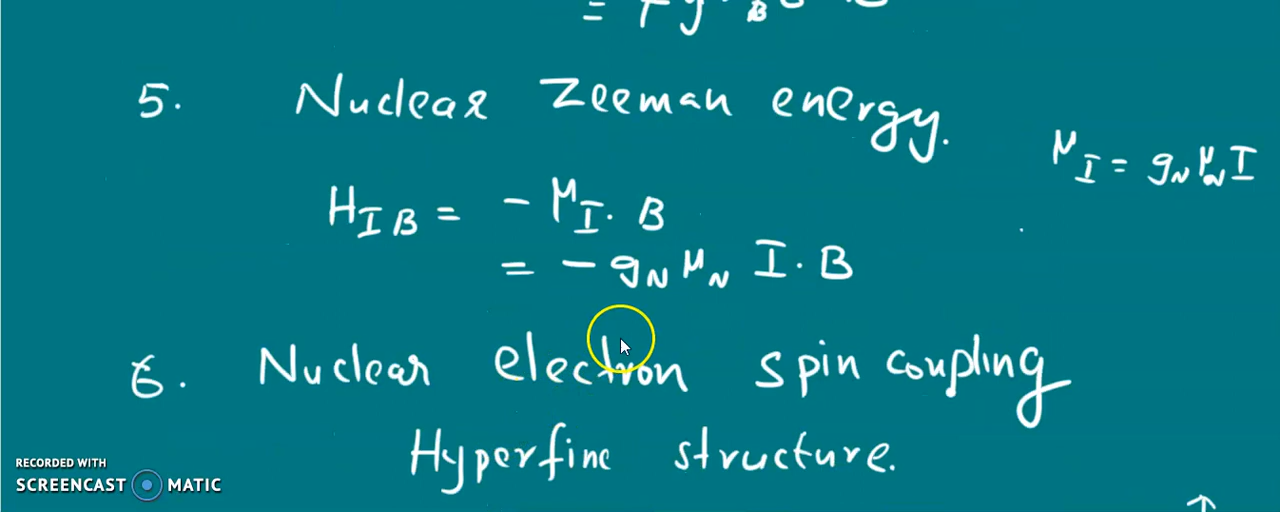 5. Nuclear Zeeman energy.
μI = gN μN I
HIB = - μI · B
= - gN μN I · B
6. Nuclear electron spin coupling
Hyperfine structure.
RECORDED WITH
SCREENCAST MATIC